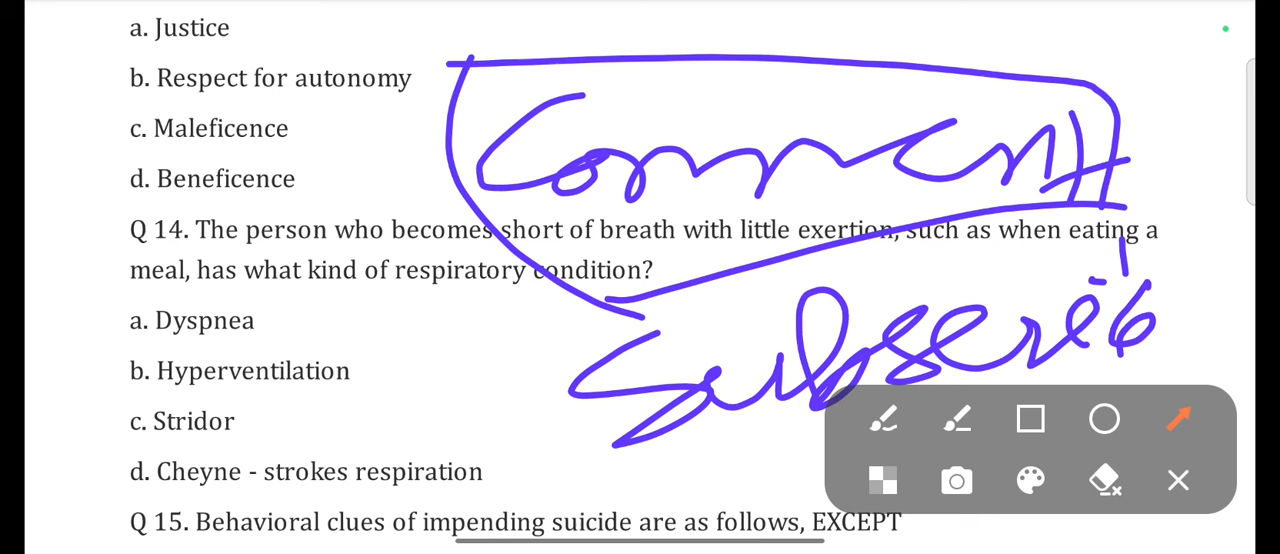 a. Justice
b. Respect for autonomy
c. Maleficence
Comment
d. Beneficence
Q 14. The person who becomes short of breath with little exertion, such as when eating a
meal, has what kind of respiratory condition?
a. Dyspnea
Subscrib
b. Hyperventilation
c. Stridor
d. Cheyne - strokes respiration
Q 15. Behavioral clues of impending suicide are as follows, EXCEPT